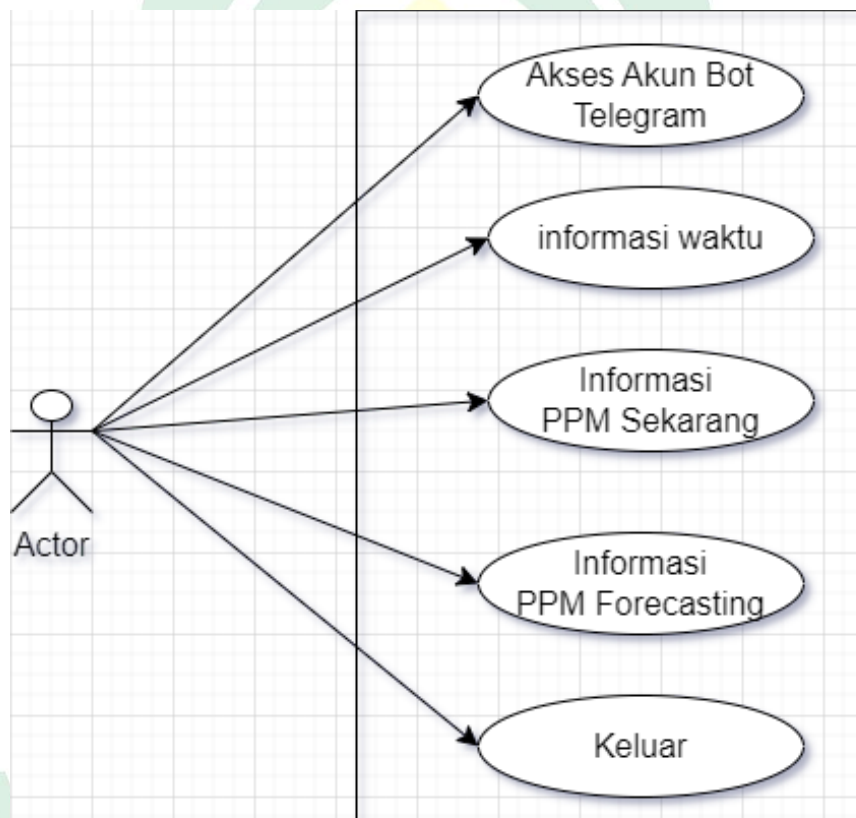 Akses Akun Bot
Telegram
informasi waktu
Informasi
PPM Sekarang
Actor
Informasi
PPM Forecasting
Keluar